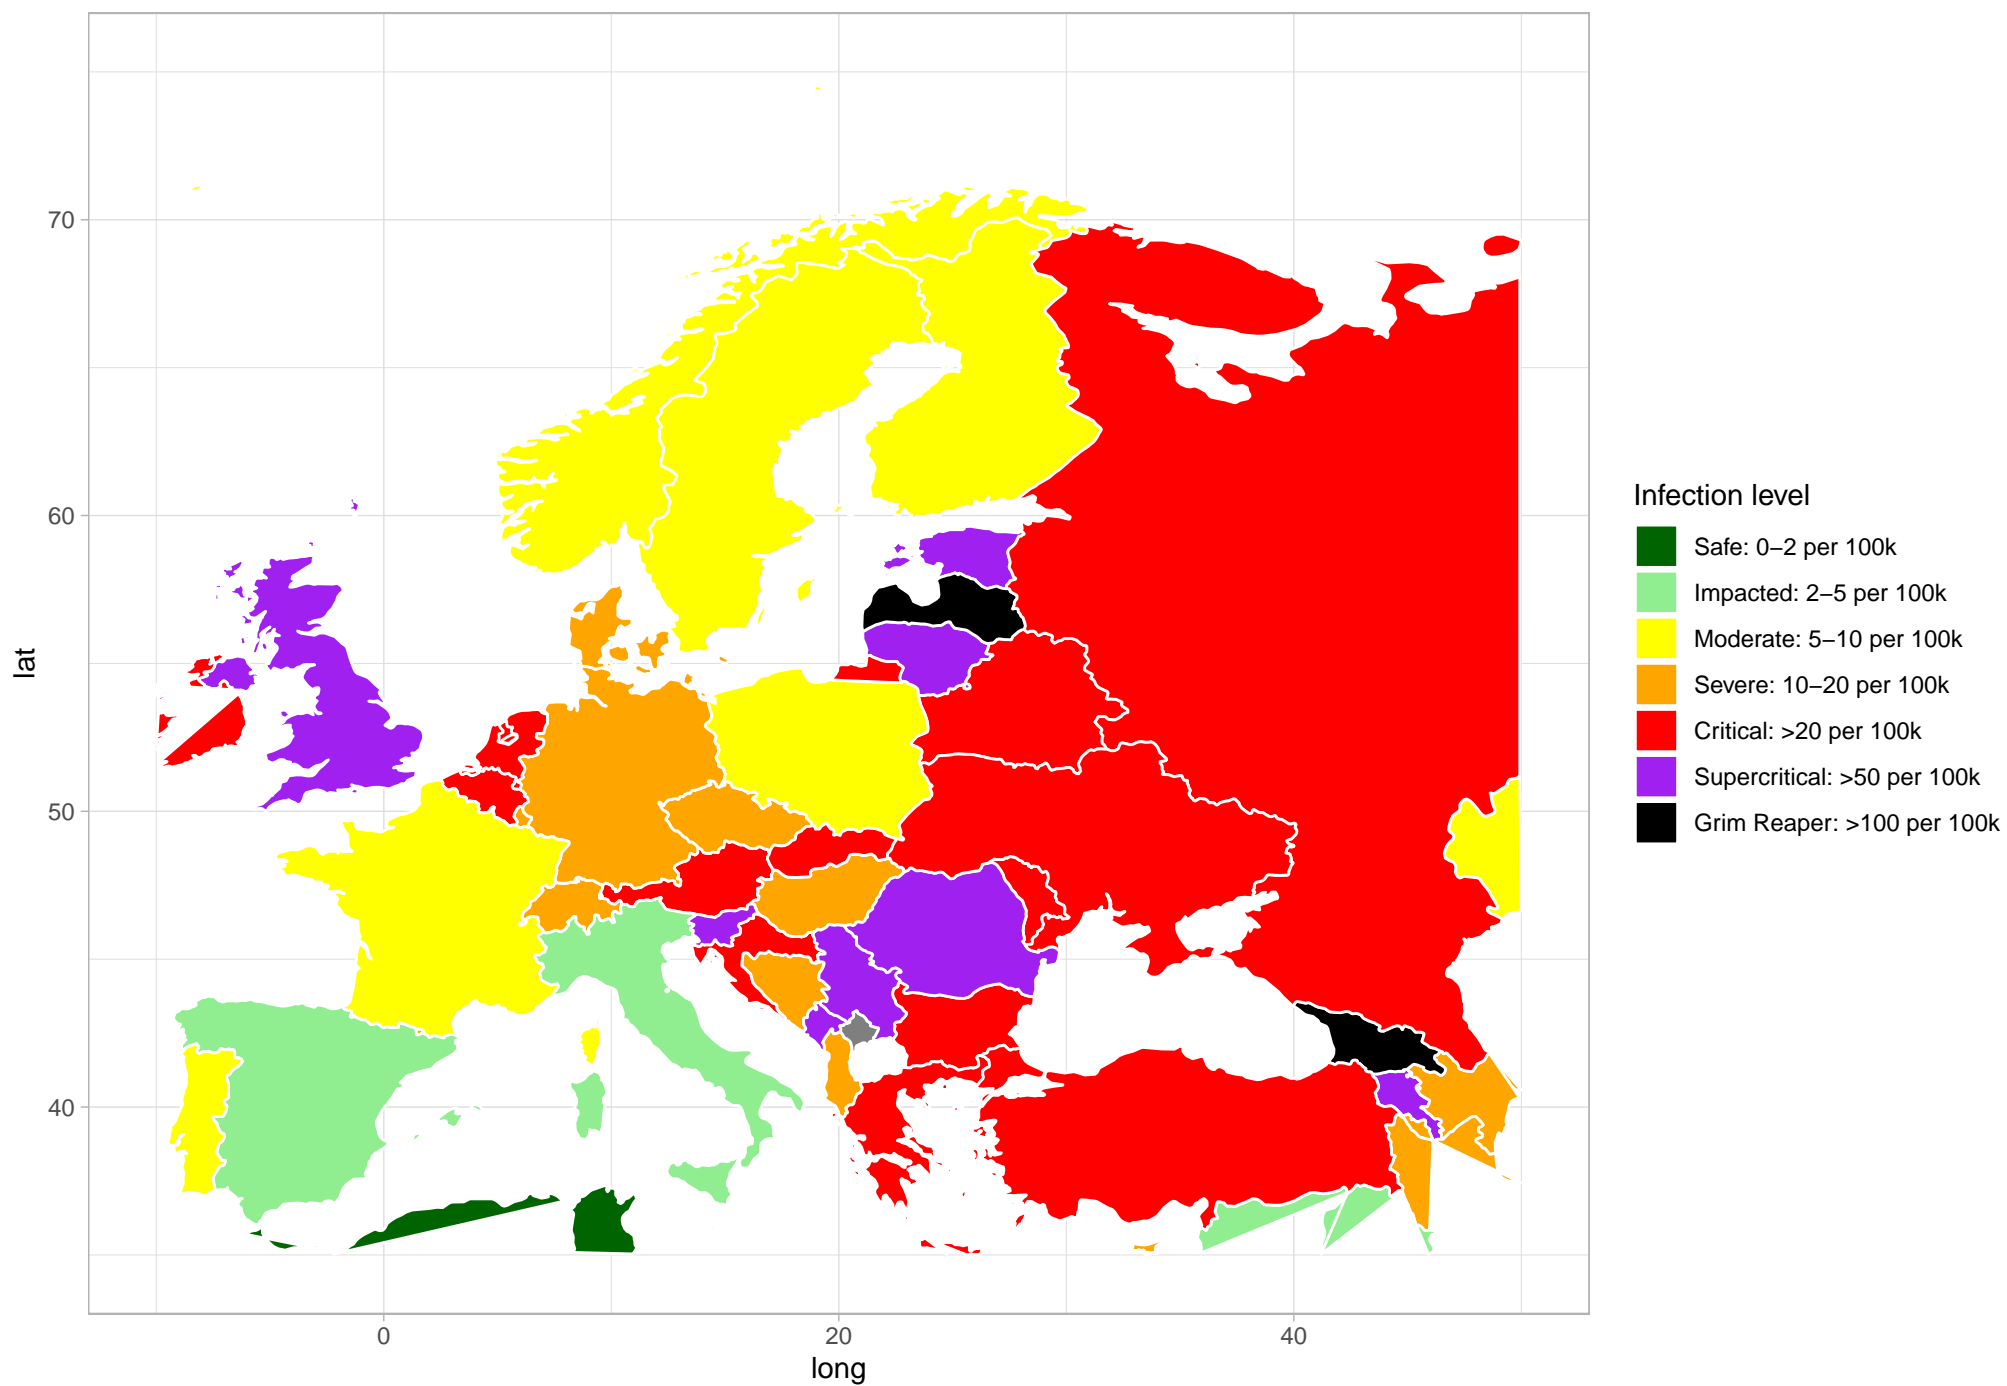 70
60
50
40
lat
0
20
40
long
Infection level
Safe: 0−2 per 100k
Impacted: 2−5 per 100k
Moderate: 5−10 per 100k
Severe: 10−20 per 100k
Critical: >20 per 100k
Supercritical: >50 per 100k
Grim Reaper: >100 per 100k